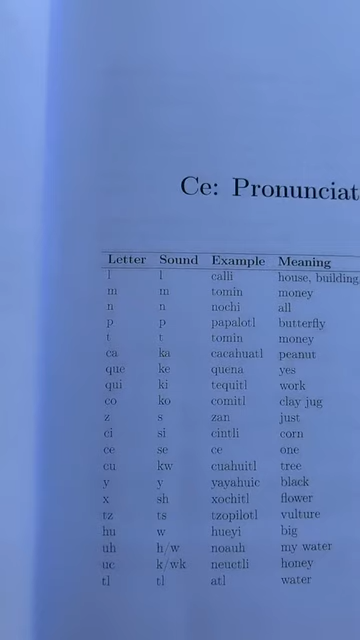 Ce: Pronunciat
Letter Sound Example Meaning
l l calli house, building
m m tomin money
n n nochi all
p p papalotl butterfly
t t tomin money
ca ka cacahuatl peanut
que ke quena yes
qui ki tequitl work
co ko comitl clay jug
z s zan just
ci si cintli corn
ce se ce one
cu kw cuahuitl tree
y y yayahuic black
x sh xochitl flower
tz ts tzopilotl vulture
hu w hueyi big
uh h/w noauh my water
uc k/wk neuctli honey
tl tl atl water